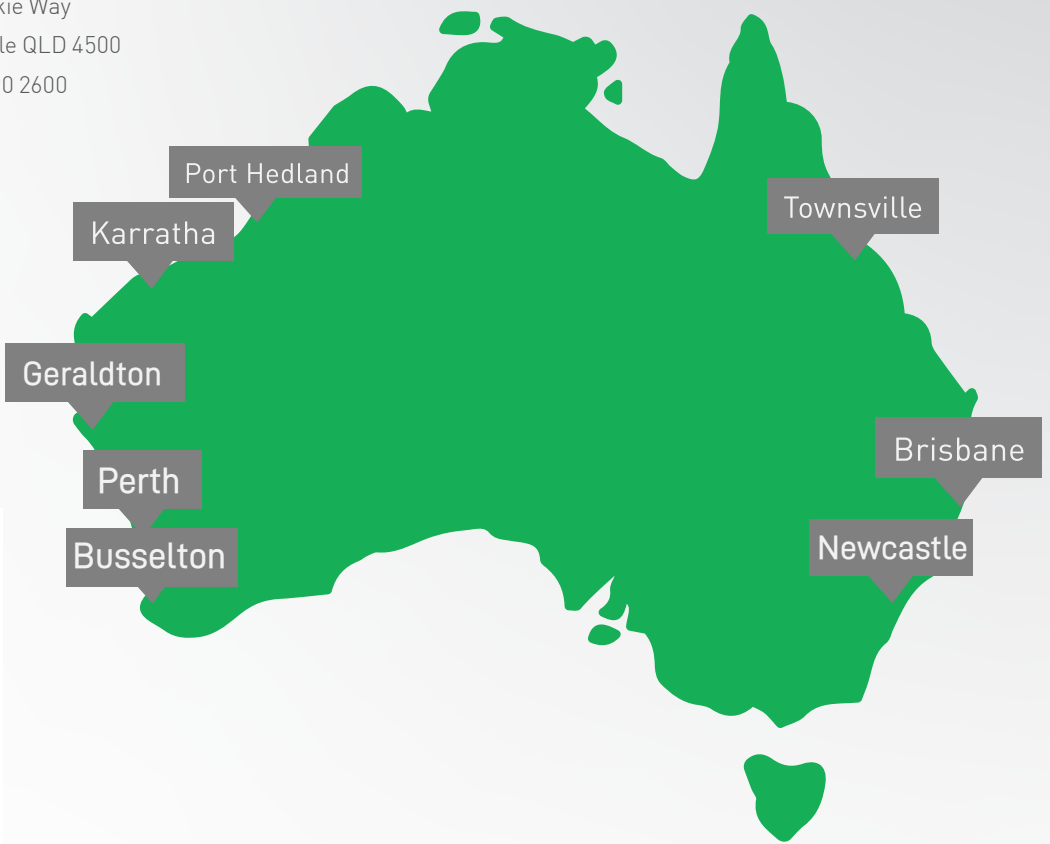 kie Way
le QLD 4500
0 2600
Port Hedland
Karratha
Townsville
Geraldton
Brisbane
Perth
Newcastle
Busselton